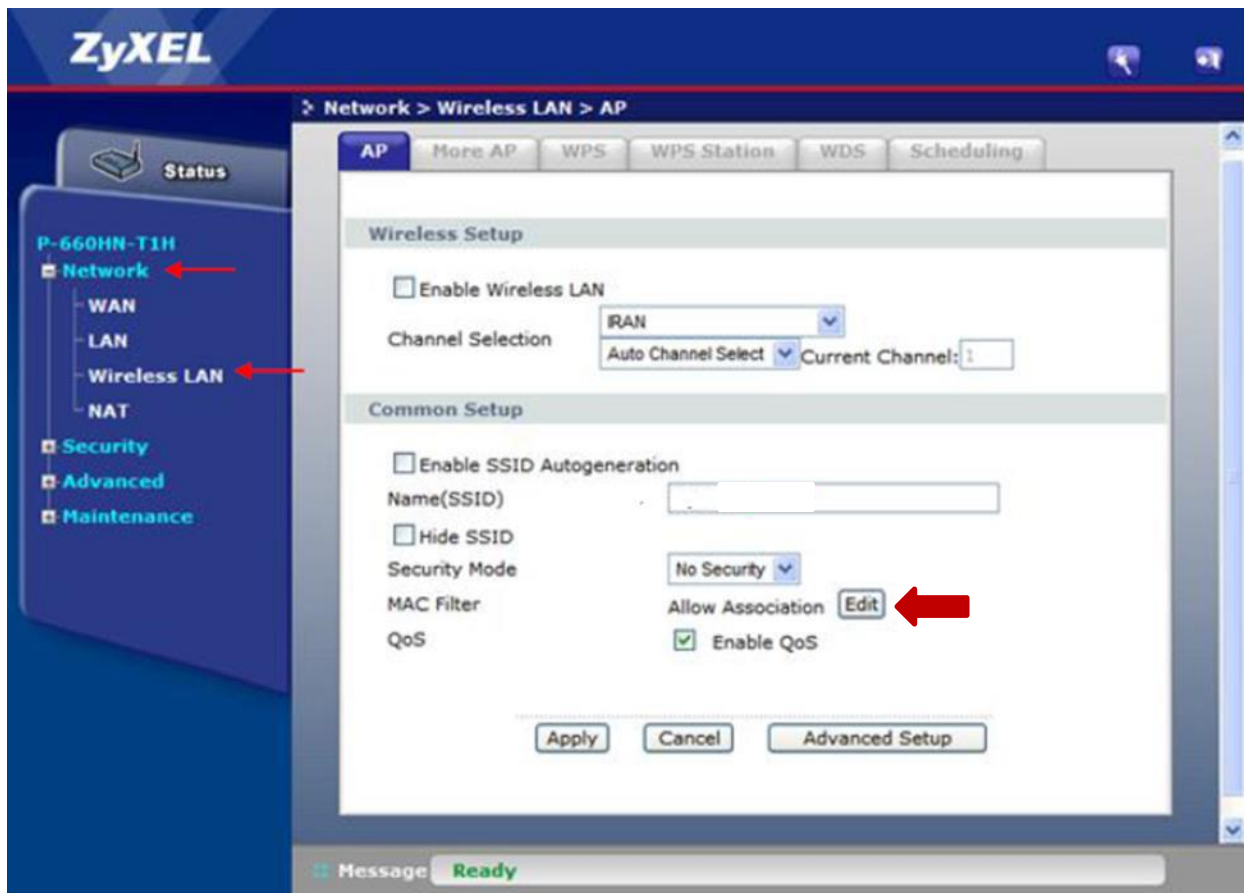 ZyXEL
Network > Wireless LAN > AP
Status
AP More AP WPS WPS Station WDS Scheduling
P-660HN-T1H
Network
WAN
LAN
Wireless LAN
NAT
Security
Advanced
Maintenance
Wireless Setup
Enable Wireless LAN
Channel Selection IRAN
Auto Channel Select Current Channel: 1
Common Setup
Enable SSID Autogeneration
Name(SSID)
Hide SSID
Security Mode No Security
MAC Filter Allow Association Edit
QoS Enable QoS
Apply Cancel Advanced Setup
Message Ready